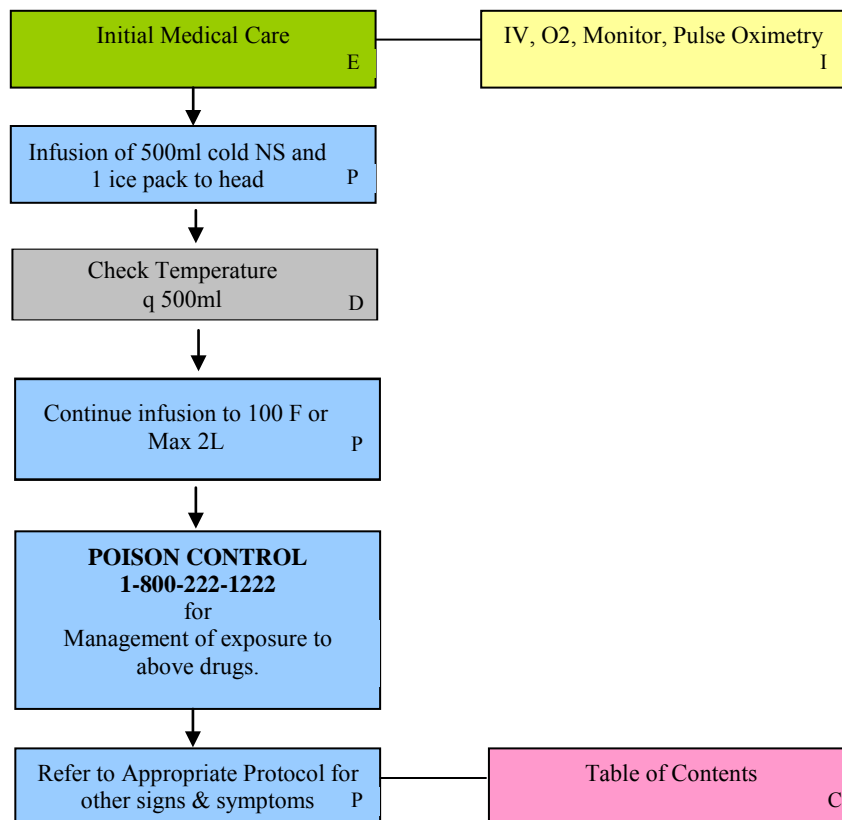 Initial Medical Care
E
IV, O2, Monitor, Pulse Oximetry
I
Infusion of 500ml cold NS and
1 ice pack to head
P
Check Temperature
q 500ml
D
Continue infusion to 100 F or
Max 2L
P
POISON CONTROL
1-800-222-1222
for
Management of exposure to
above drugs.
Refer to Appropriate Protocol for
other signs & symptoms
P
Table of Contents
C